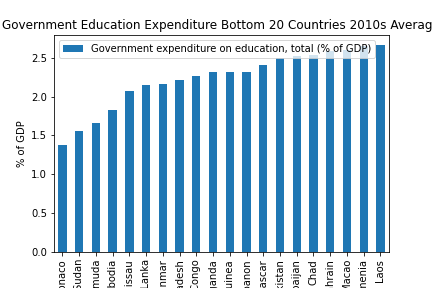 Government Education Expenditure Bottom 20 Countries 2010s Averag
Government expenditure on education, total (% of GDP)
% of GDP
2.5
2.0
1.5
1.0
0.5
0.0
onaco
Sudan
muda
bodia
issau
Lanka
nmar
adesh
Congo
ganda
uinea
banon
ascar
kistan
baijan
Chad
hrain
Macao
menia
Laos